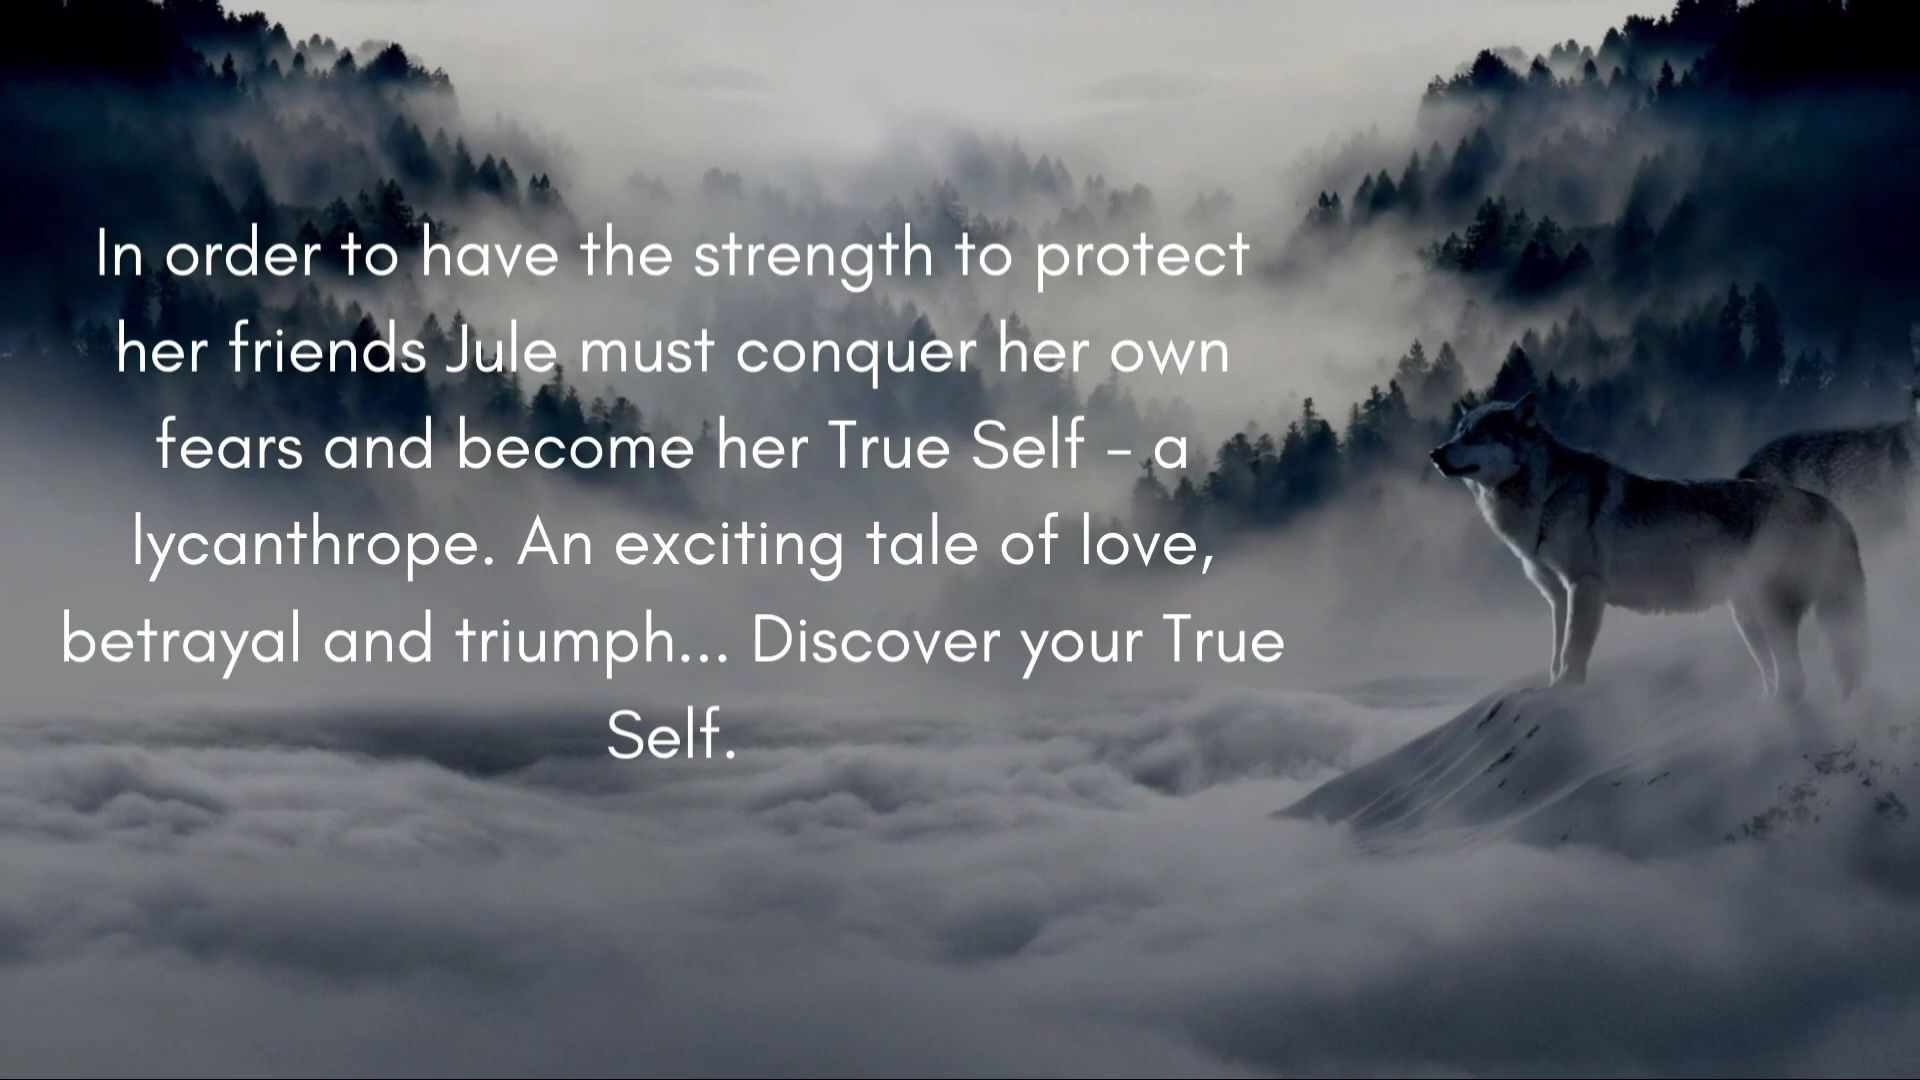 In order to have the strength to protect
her friends Jule must conquer her own
fears and become her True Self - a
lycanthrope. An exciting tale of love,
betrayal and triumph... Discover your True
Self.